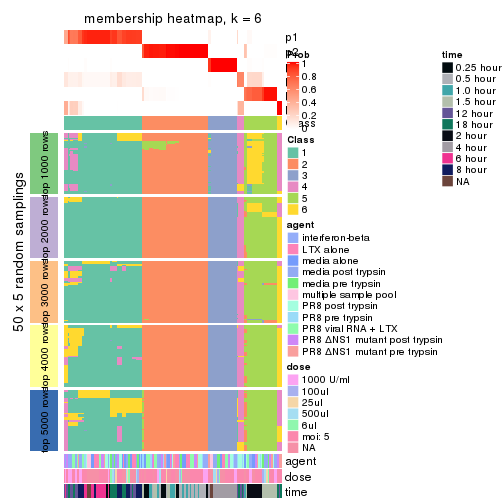 membership heatmap, k = 6
p1
p2
Prob
1
0.8
0.6
0.4
0.2
0
Class
1
2
3
4
5
6
agent
interferon-beta
LTX alone
media alone
media post trypsin
media pre trypsin
multiple sample pool
PR8 post trypsin
PR8 pre trypsin
PR8 viral RNA + LTX
PR8 ΔNS1 mutant post trypsin
PR8 ΔNS1 mutant pre trypsin
dose
1000 U/ml
100ul
25ul
500ul
6ul
moi: 5
NA
time
0.25 hour
0.5 hour
1.0 hour
1.5 hour
12 hour
18 hour
2 hour
4 hour
6 hour
8 hour
NA
50 x 5 random samplings
top 1000 rows
top 2000 rows
top 3000 rows
top 4000 rows
top 5000 rows
agent
dose
time